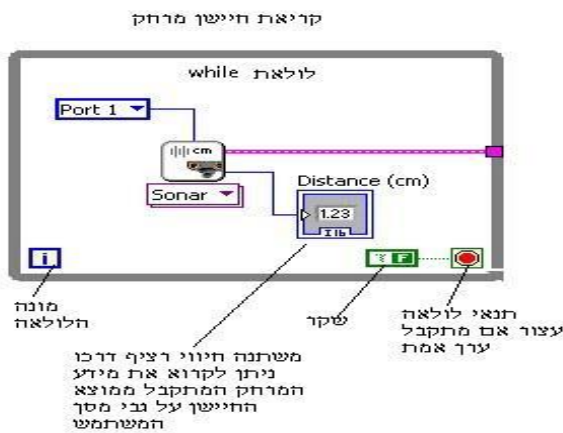 קריאת חיישן מרחק
לולאת while
Port 1
cm
Sonar
Distance (cm)
1.23
i
F
מונה
הלולאה
שקר
תנאי לולאה
עצור אם מתקבל
ערך אמת
משתנה חיווי רציף דרכו
ניתן לקרוא את מידע
המרחק המתקבל ממוצא
החיישן על גבי מסך
המשתמש